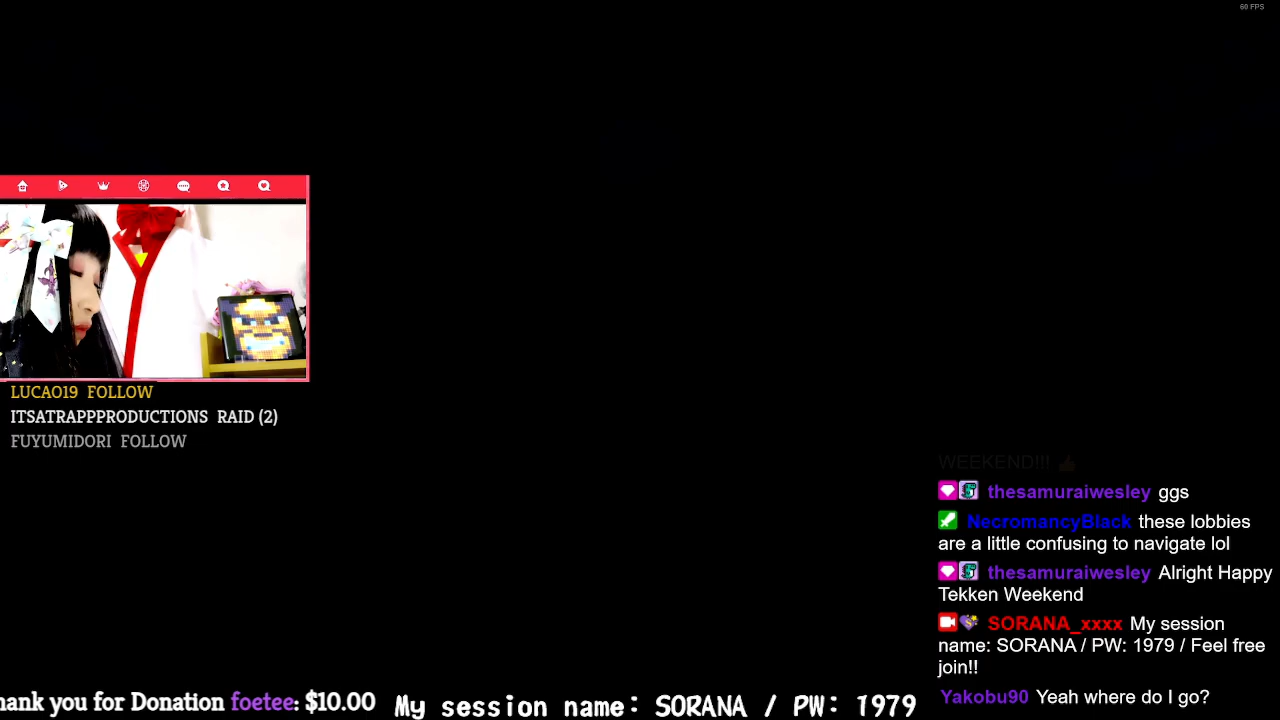 60 FPS
LUCAO19 FOLLOW
ITSATRAPPPRODUCTIONS RAID (2)
FUYUMIDORI FOLLOW
WEEKEND!!!
thesamuraiwesley ggs
NecromancyBlack these lobbies
are a little confusing to navigate lol
thesamuraiwesley Alright Happy
Tekken Weekend
SORANA_xxxx My session
name: SORANA / PW: 1979 / Feel free
join!!
Yakobu90 Yeah where do I go?
hank you for Donation foetee: $10.00
My session name: SORANA / PW: 1979